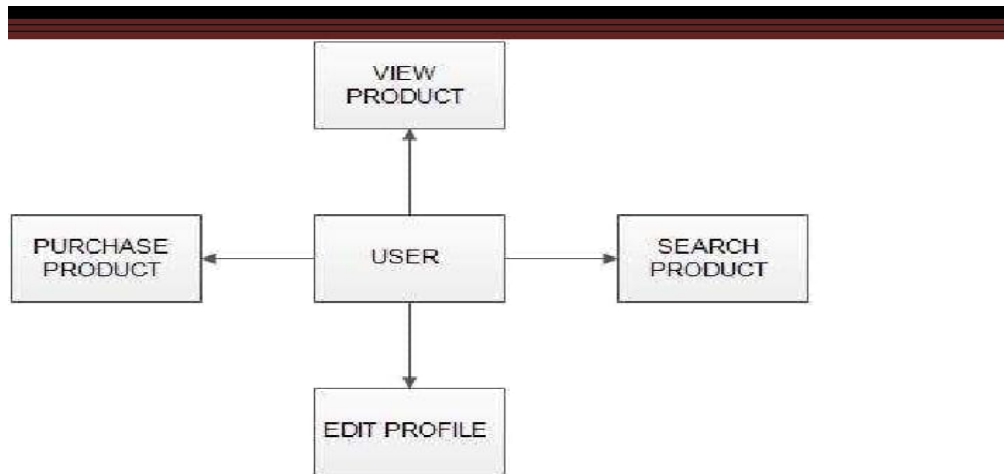 VIEW
PRODUCT
PURCHASE
PRODUCT
USER
SEARCH
PRODUCT
EDIT PROFILE